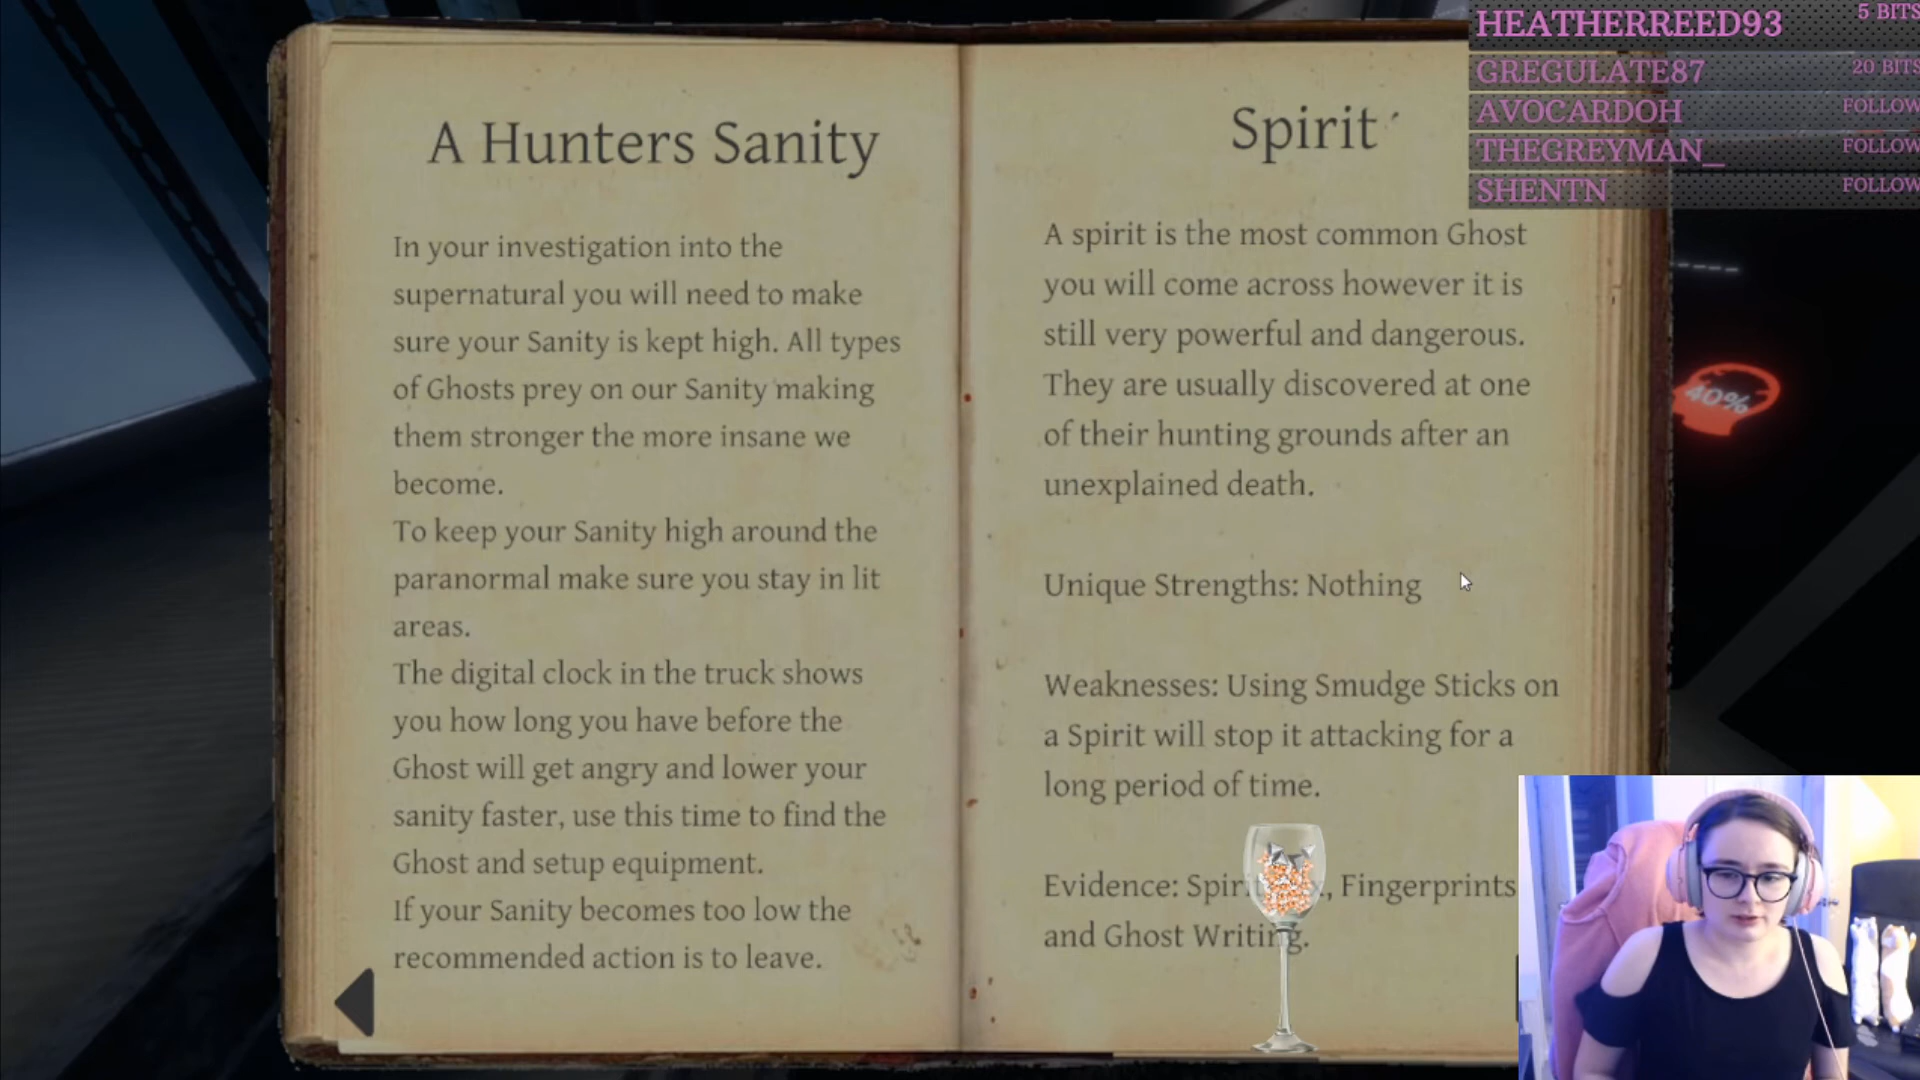 A Hunters Sanity
In your investigation into the
supernatural you will need to make
sure your Sanity is kept high. All types
of Ghosts prey on our Sanity making
them stronger the more insane we
become.
To keep your Sanity high around the
paranormal make sure you stay in lit
areas.
The digital clock in the truck shows
you how long you have before the
Ghost will get angry and lower your
sanity faster, use this time to find the
Ghost and setup equipment.
If your Sanity becomes too low the
recommended action is to leave.
Spirit
A spirit is the most common Ghost
you will come across however it is
still very powerful and dangerous.
They are usually discovered at one
of their hunting grounds after an
unexplained death.
Unique Strengths: Nothing
Weaknesses: Using Smudge Sticks on
a Spirit will stop it attacking for a
long period of time.
Evidence: Fingerprints
and Ghost Writing.
HEATHERREED93 5 BITS
GREGULATE87 20 BITS
AVOCARDOH FOLLOW
THEGREYMAN_ FOLLOW
SHENTN FOLLOW
40%